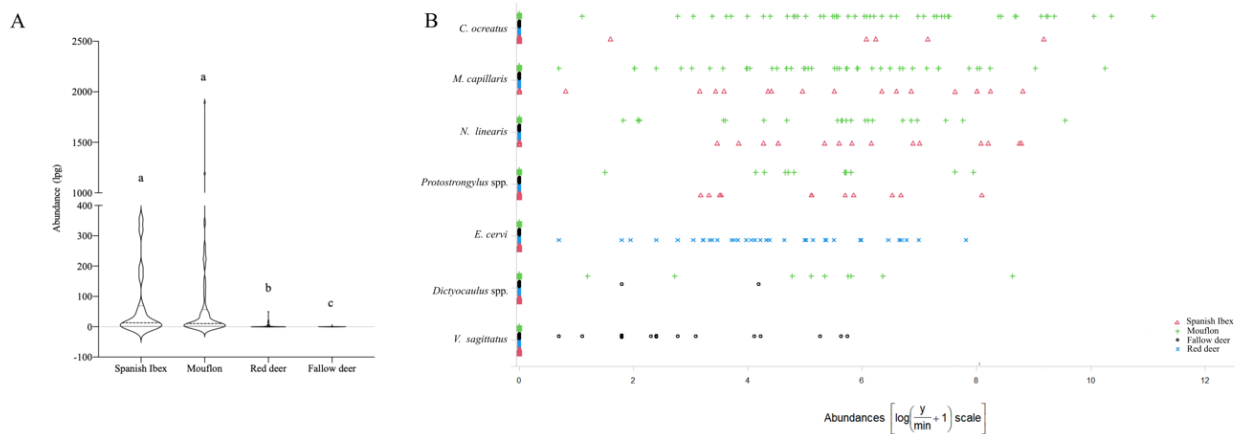 A
2500
2000
1500
1000
400
300
200
100
0
-100
Abundance (lpg)
a
a
b
c
Spanish Ibex
Mouflon
Red deer
Fallow deer
B
C. ocreatus
M. capillaris
N. linearis
Protostrongylus spp.
E. cervi
Dictyocaulus spp.
V. sagittatus
Spanish Ibex
Mouflon
Fallow deer
Red deer
0 2 4 6 8 10 12
Abundances [log(y/min + 1) scale]